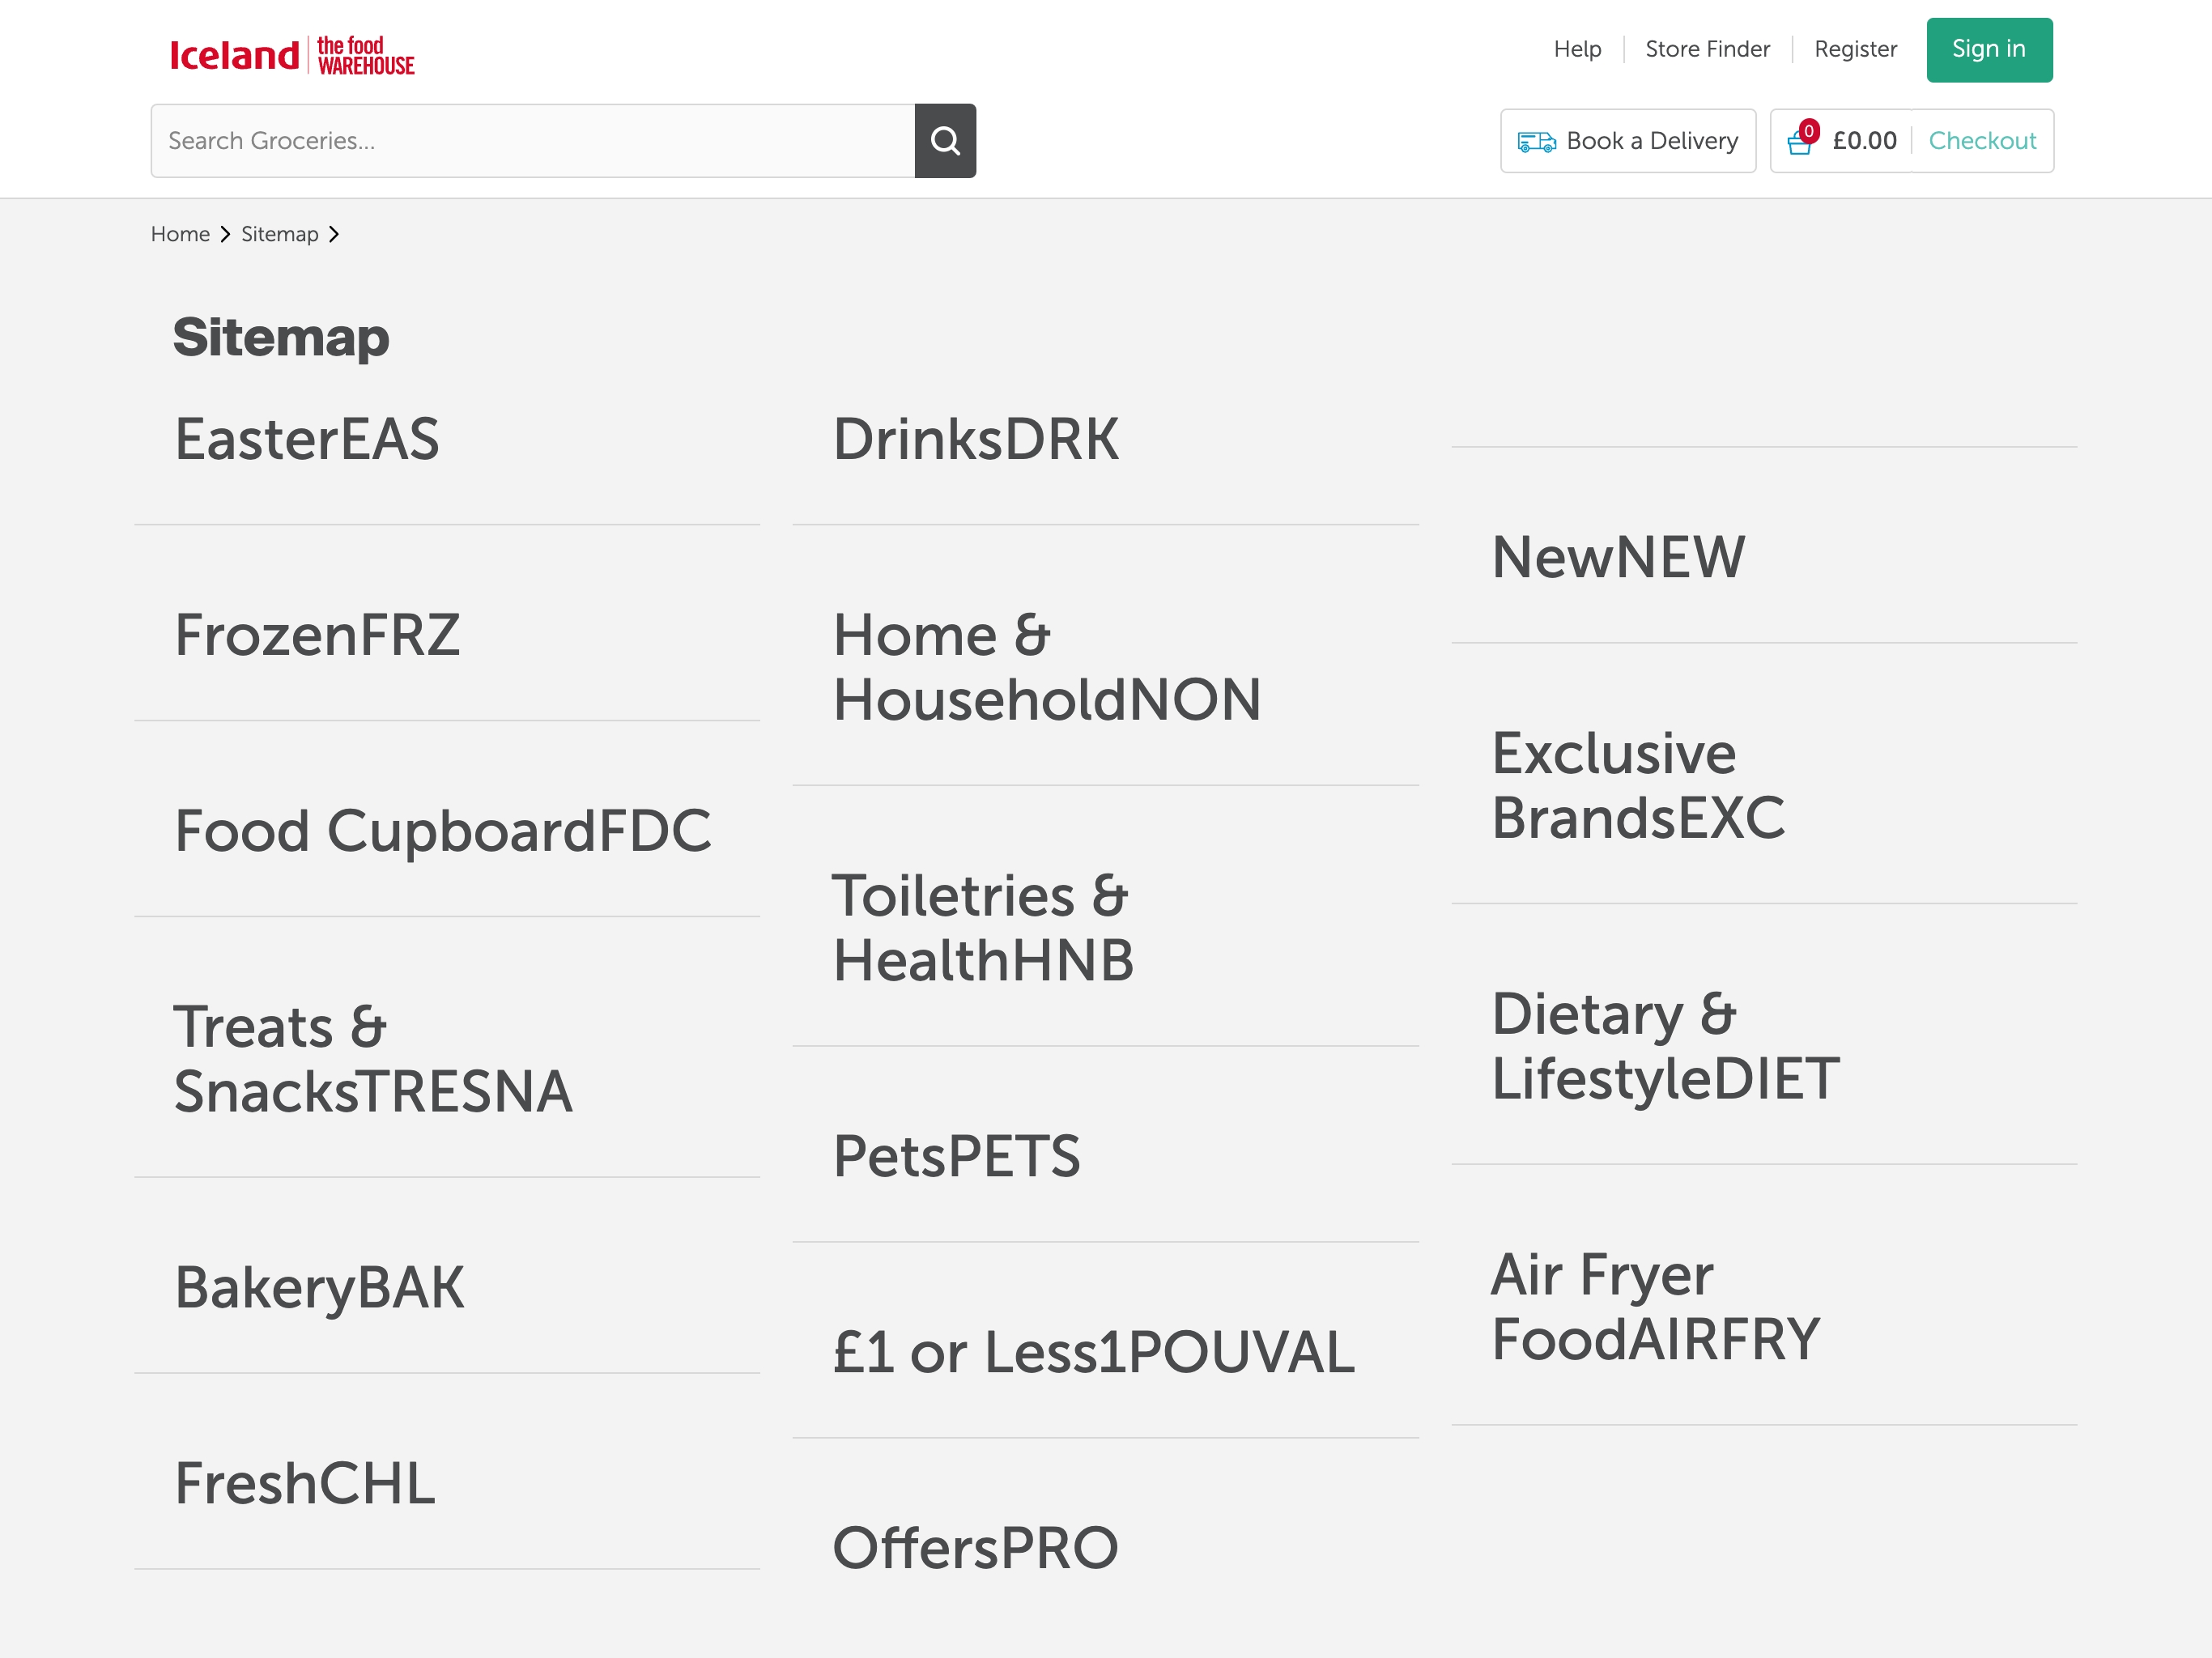 Iceland
the food
WAREHOUSE
Help
Store Finder
Register
Sign in
Search Groceries...
Book a Delivery
0
£0.00
Checkout
Home
Sitemap
Sitemap
EasterEAS
FrozenFRZ
Food CupboardFDC
Treats &
SnacksTRESNA
BakeryBAK
FreshCHL
DrinksDRK
Home &
HouseholdNON
Toiletries &
HealthHNB
PetsPETS
£1 or Less1POUVAL
OffersPRO
NewNEW
Exclusive
BrandsEXC
Dietary &
LifestyleDIET
Air Fryer
FoodAIRFRY